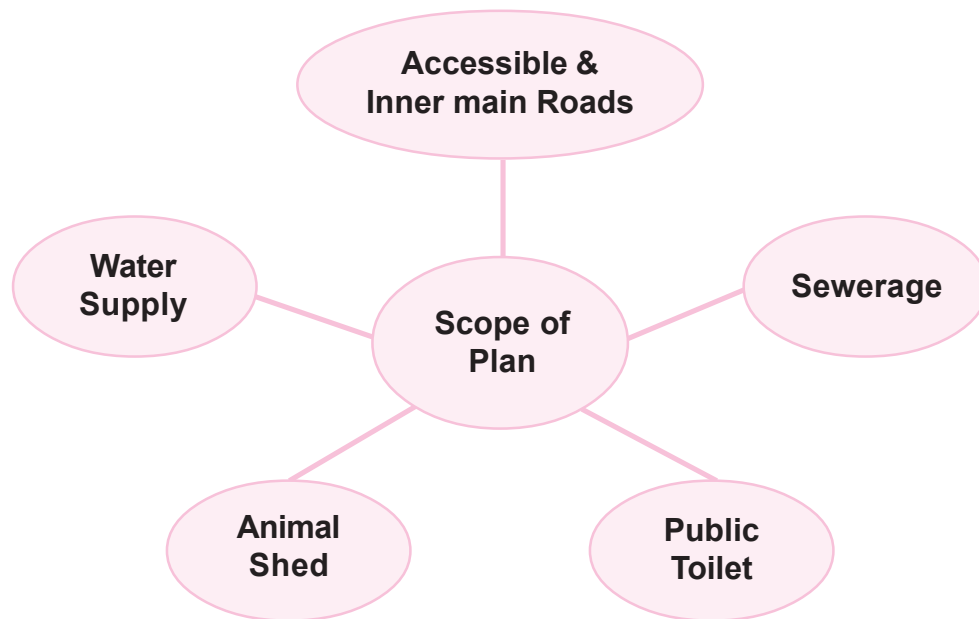 Accessible &
Inner main Roads
Water
Supply
Sewerage
Scope of
Plan
Animal
Shed
Public
Toilet